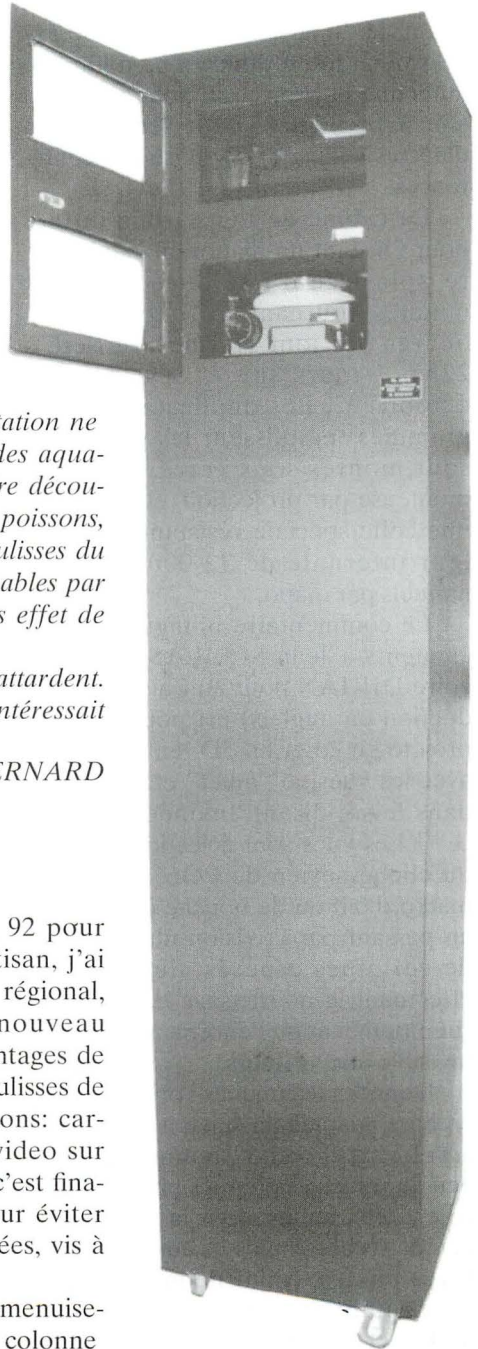 tation ne
des aqua-
re décou-
poissons,
ulisses du
ables par
s effet de
attardent.
ntéressait
ERNARD
92 pour
tisan, j'ai
régional,
nouveau
ntages de
ulisses de
ons: car-
video sur
c'est fina-
ur éviter
ées, vis à
menuise-
colonne